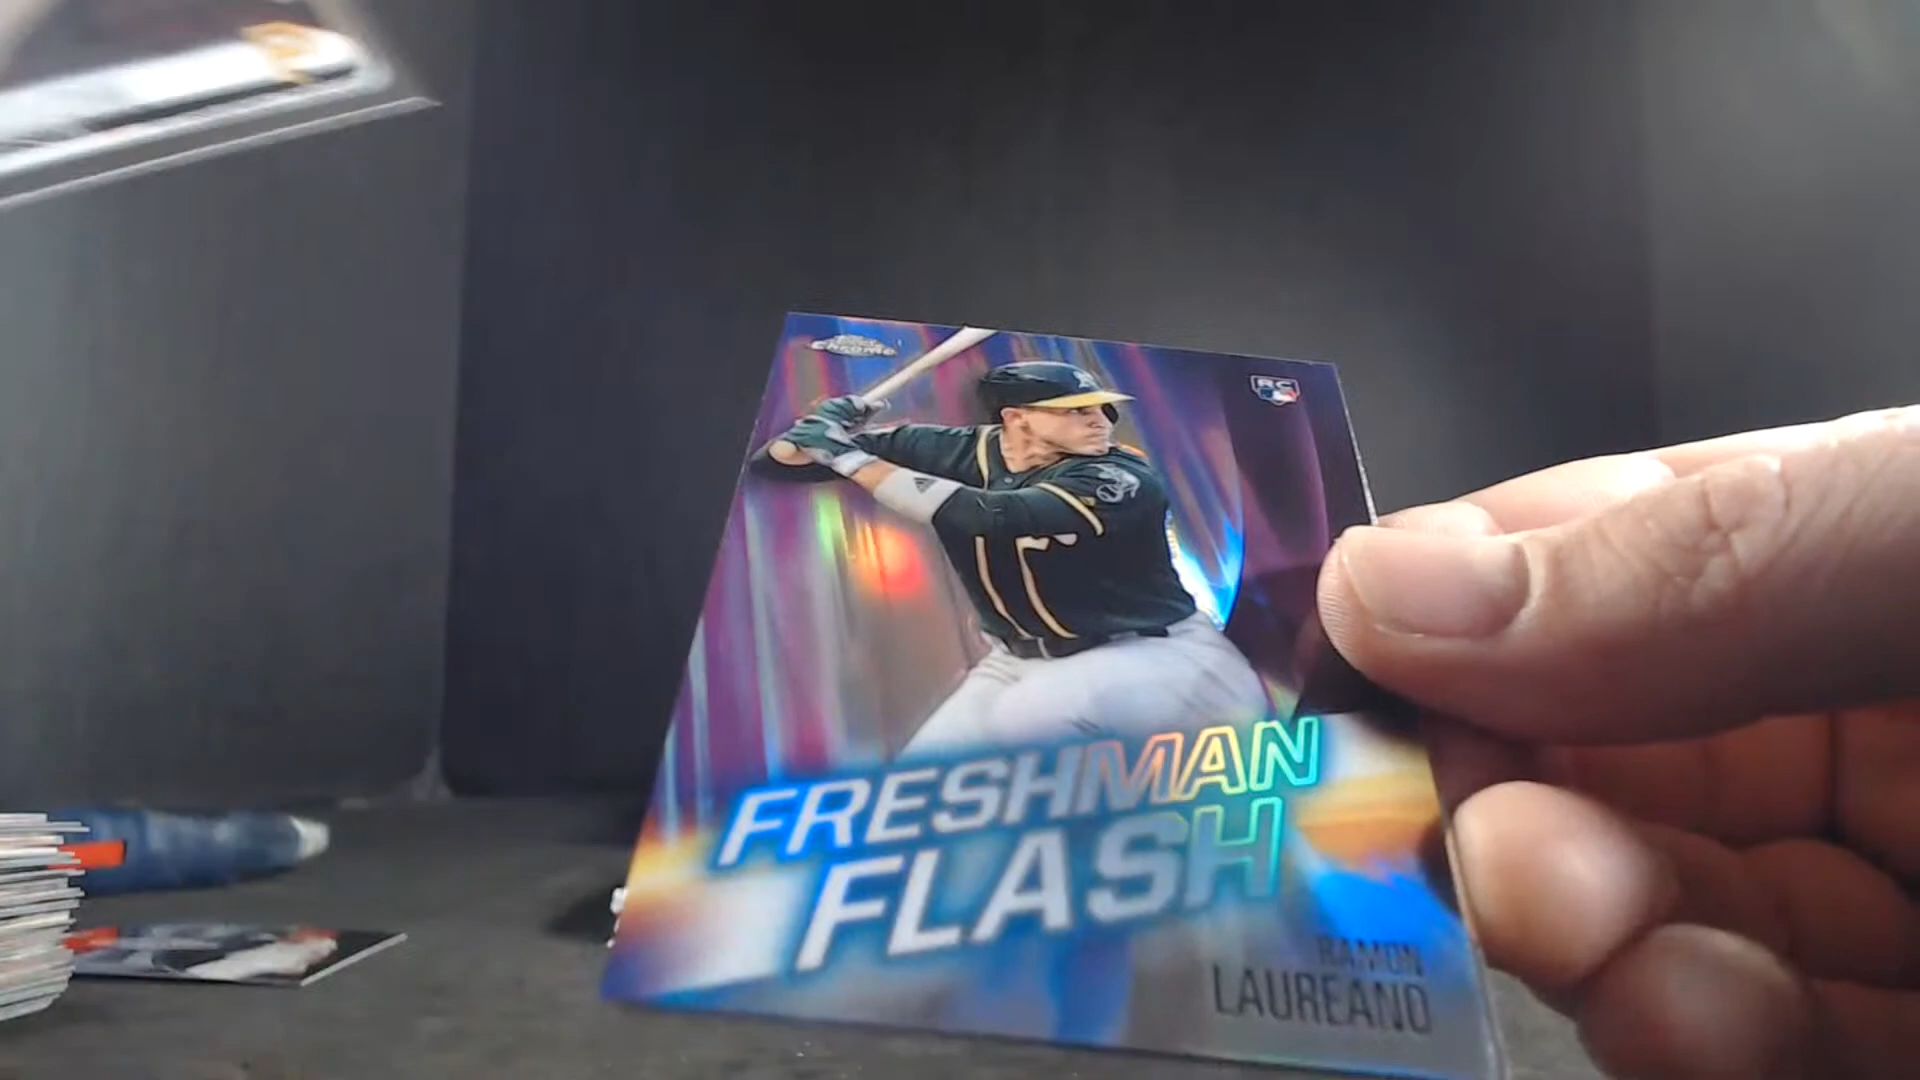 Topps
Chrome
RC
FRESHMAN
FLASH
RAMON
LAUREANO